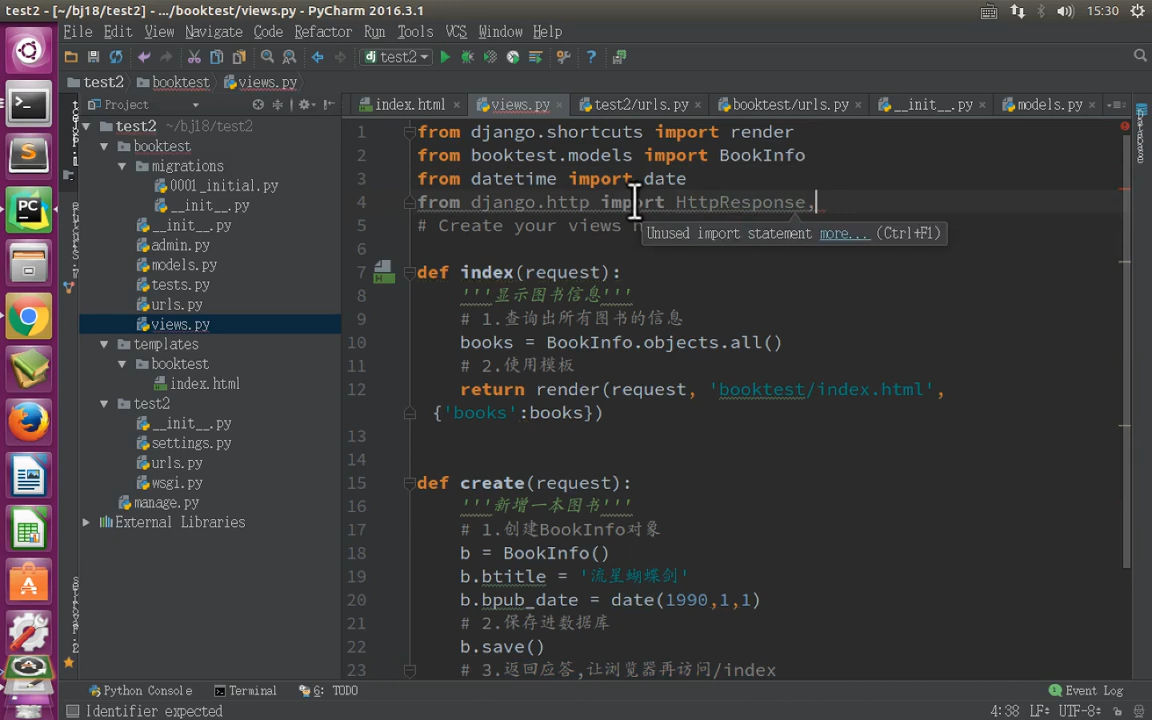 test2 - [~/bj18/test2] - .../booktest/views.py - PyCharm 2016.3.1
15:30
File Edit View Navigate Code Refactor Run Tools VCS Window Help
test2
test2 booktest views.py
Project
index.html views.py test2/urls.py booktest/urls.py __init__.py models.py
test2 ~/bj18/test2
booktest
migrations
0001_initial.py
__init__.py
__init__.py
admin.py
models.py
tests.py
urls.py
views.py
templates
booktest
index.html
test2
__init__.py
settings.py
urls.py
wsgi.py
manage.py
External Libraries
1 from django.shortcuts import render
2 from booktest.models import BookInfo
3 from datetime import date
4 from django.http import HttpResponse,
5 # Create your views h
Unused import statement more... (Ctrl+F1)
6
7 def index(request):
8 '''显示图书信息'''
9 # 1.查询出所有图书的信息
10 books = BookInfo.objects.all()
11 # 2.使用模板
12 return render(request, 'booktest/index.html',
{'books':books})
13
14
15 def create(request):
16 '''新增一本图书'''
17 # 1.创建BookInfo对象
18 b = BookInfo()
19 b.btitle = '流星蝴蝶剑'
20 b.bpub_date = date(1990,1,1)
21 # 2.保存进数据库
22 b.save()
23 # 3.返回应答,让浏览器再访问/index
Python Console Terminal 6: TODO Event Log
Identifier expected 4:38 LF÷ UTF-8÷